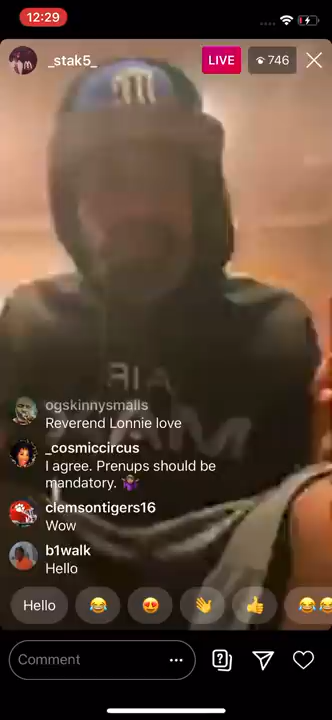 12:29
_stak5_
LIVE
746
M
AIR
ogskinnysmalls
Reverend Lonnie love
_cosmiccircus
I agree. Prenups should be
mandatory. 🤷🏾‍♀️
clemsontigers16
Wow
b1walk
Hello
Hello 😂 😍 👋 👍 😂😂
Comment